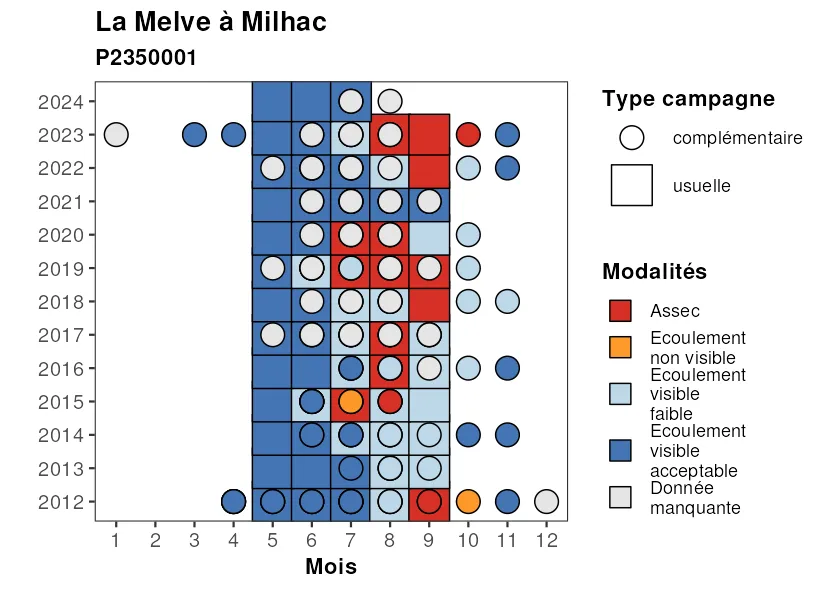 La Melve à Milhac
P2350001
2024
2023
2022
2021
2020
2019
2018
2017
2016
2015
2014
2013
2012
1 2 3 4 5 6 7 8 9 10 11 12
Mois
Type campagne
complémentaire
usuelle
Modalités
Assec
Ecoulement
non visible
Ecoulement
visible
faible
Ecoulement
visible
acceptable
Donnée
manquante